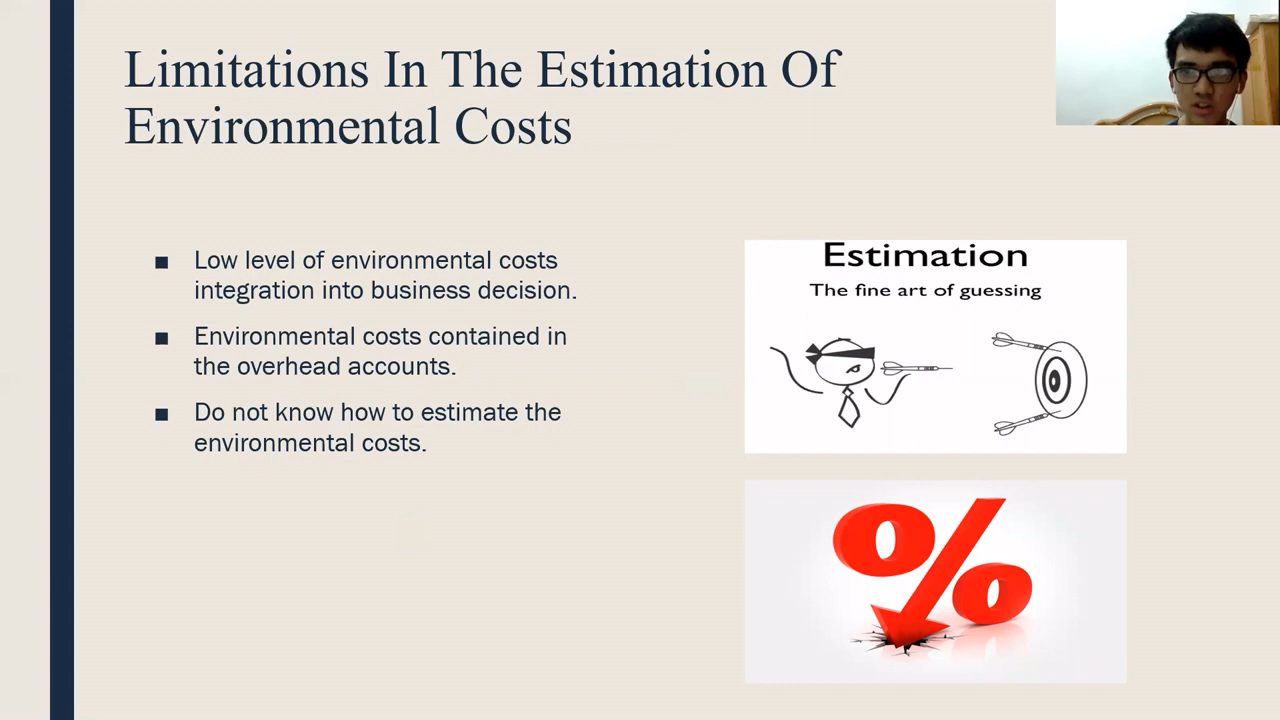 Limitations In The Estimation Of
Environmental Costs
■ Low level of environmental costs
integration into business decision.
■ Environmental costs contained in
the overhead accounts.
■ Do not know how to estimate the
environmental costs.
Estimation
The fine art of guessing
%